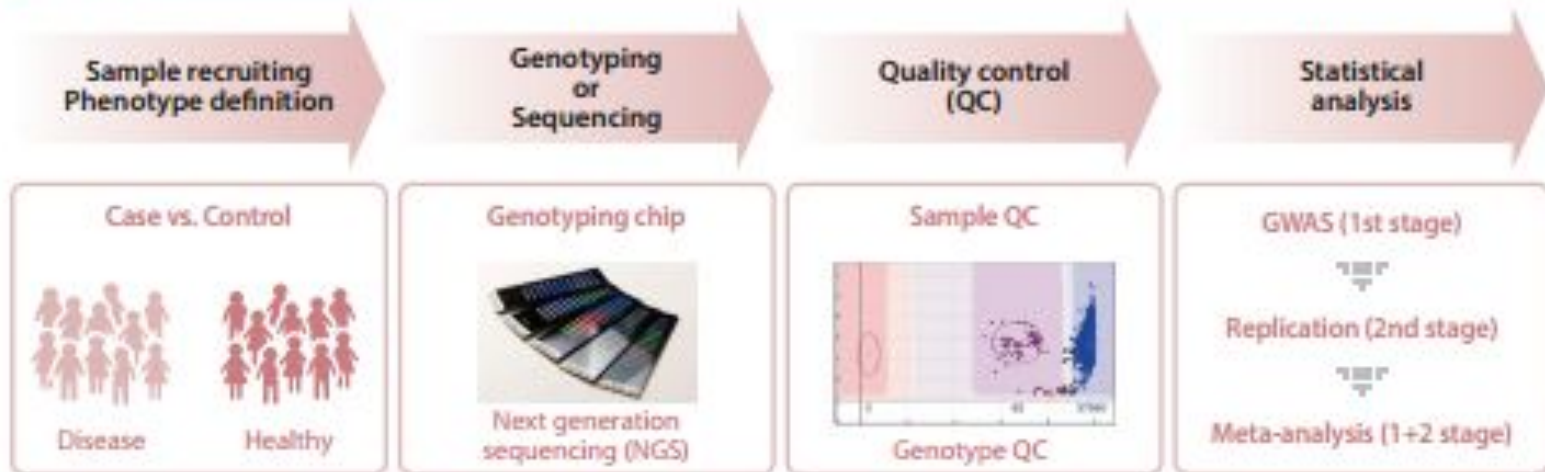 Sample recruiting
Phenotype definition
Genotyping
or
Sequencing
Quality control
(QC)
Statistical
analysis
Case vs. Control
Disease
Healthy
Genotyping chip
Next generation
sequencing (NGS)
Sample QC
Genotype QC
GWAS (1st stage)
Replication (2nd stage)
Meta-analysis (1+2 stage)